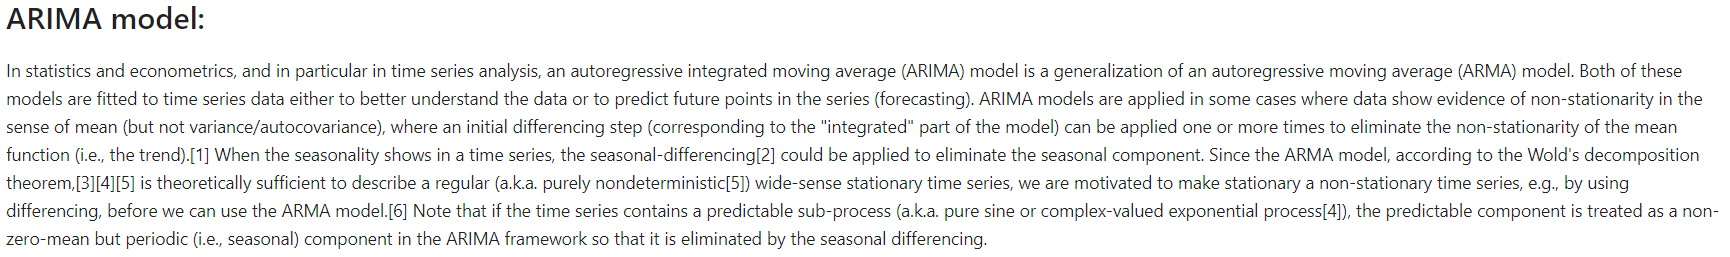 ARIMA model:
In statistics and econometrics, and in particular in time series analysis, an autoregressive integrated moving average (ARIMA) model is a generalization of an autoregressive moving average (ARMA) model. Both of these
models are fitted to time series data either to better understand the data or to predict future points in the series (forecasting). ARIMA models are applied in some cases where data show evidence of non-stationarity in the
sense of mean (but not variance/autocovariance), where an initial differencing step (corresponding to the "integrated" part of the model) can be applied one or more times to eliminate the non-stationarity of the mean
function (i.e., the trend).[1] When the seasonality shows in a time series, the seasonal-differencing[2] could be applied to eliminate the seasonal component. Since the ARMA model, according to the Wold's decomposition
theorem,[3][4][5] is theoretically sufficient to describe a regular (a.k.a. purely nondeterministic[5]) wide-sense stationary time series, we are motivated to make stationary a non-stationary time series, e.g., by using
differencing, before we can use the ARMA model.[6] Note that if the time series contains a predictable sub-process (a.k.a. pure sine or complex-valued exponential process[4]), the predictable component is treated as a non-
zero-mean but periodic (i.e., seasonal) component in the ARIMA framework so that it is eliminated by the seasonal differencing.